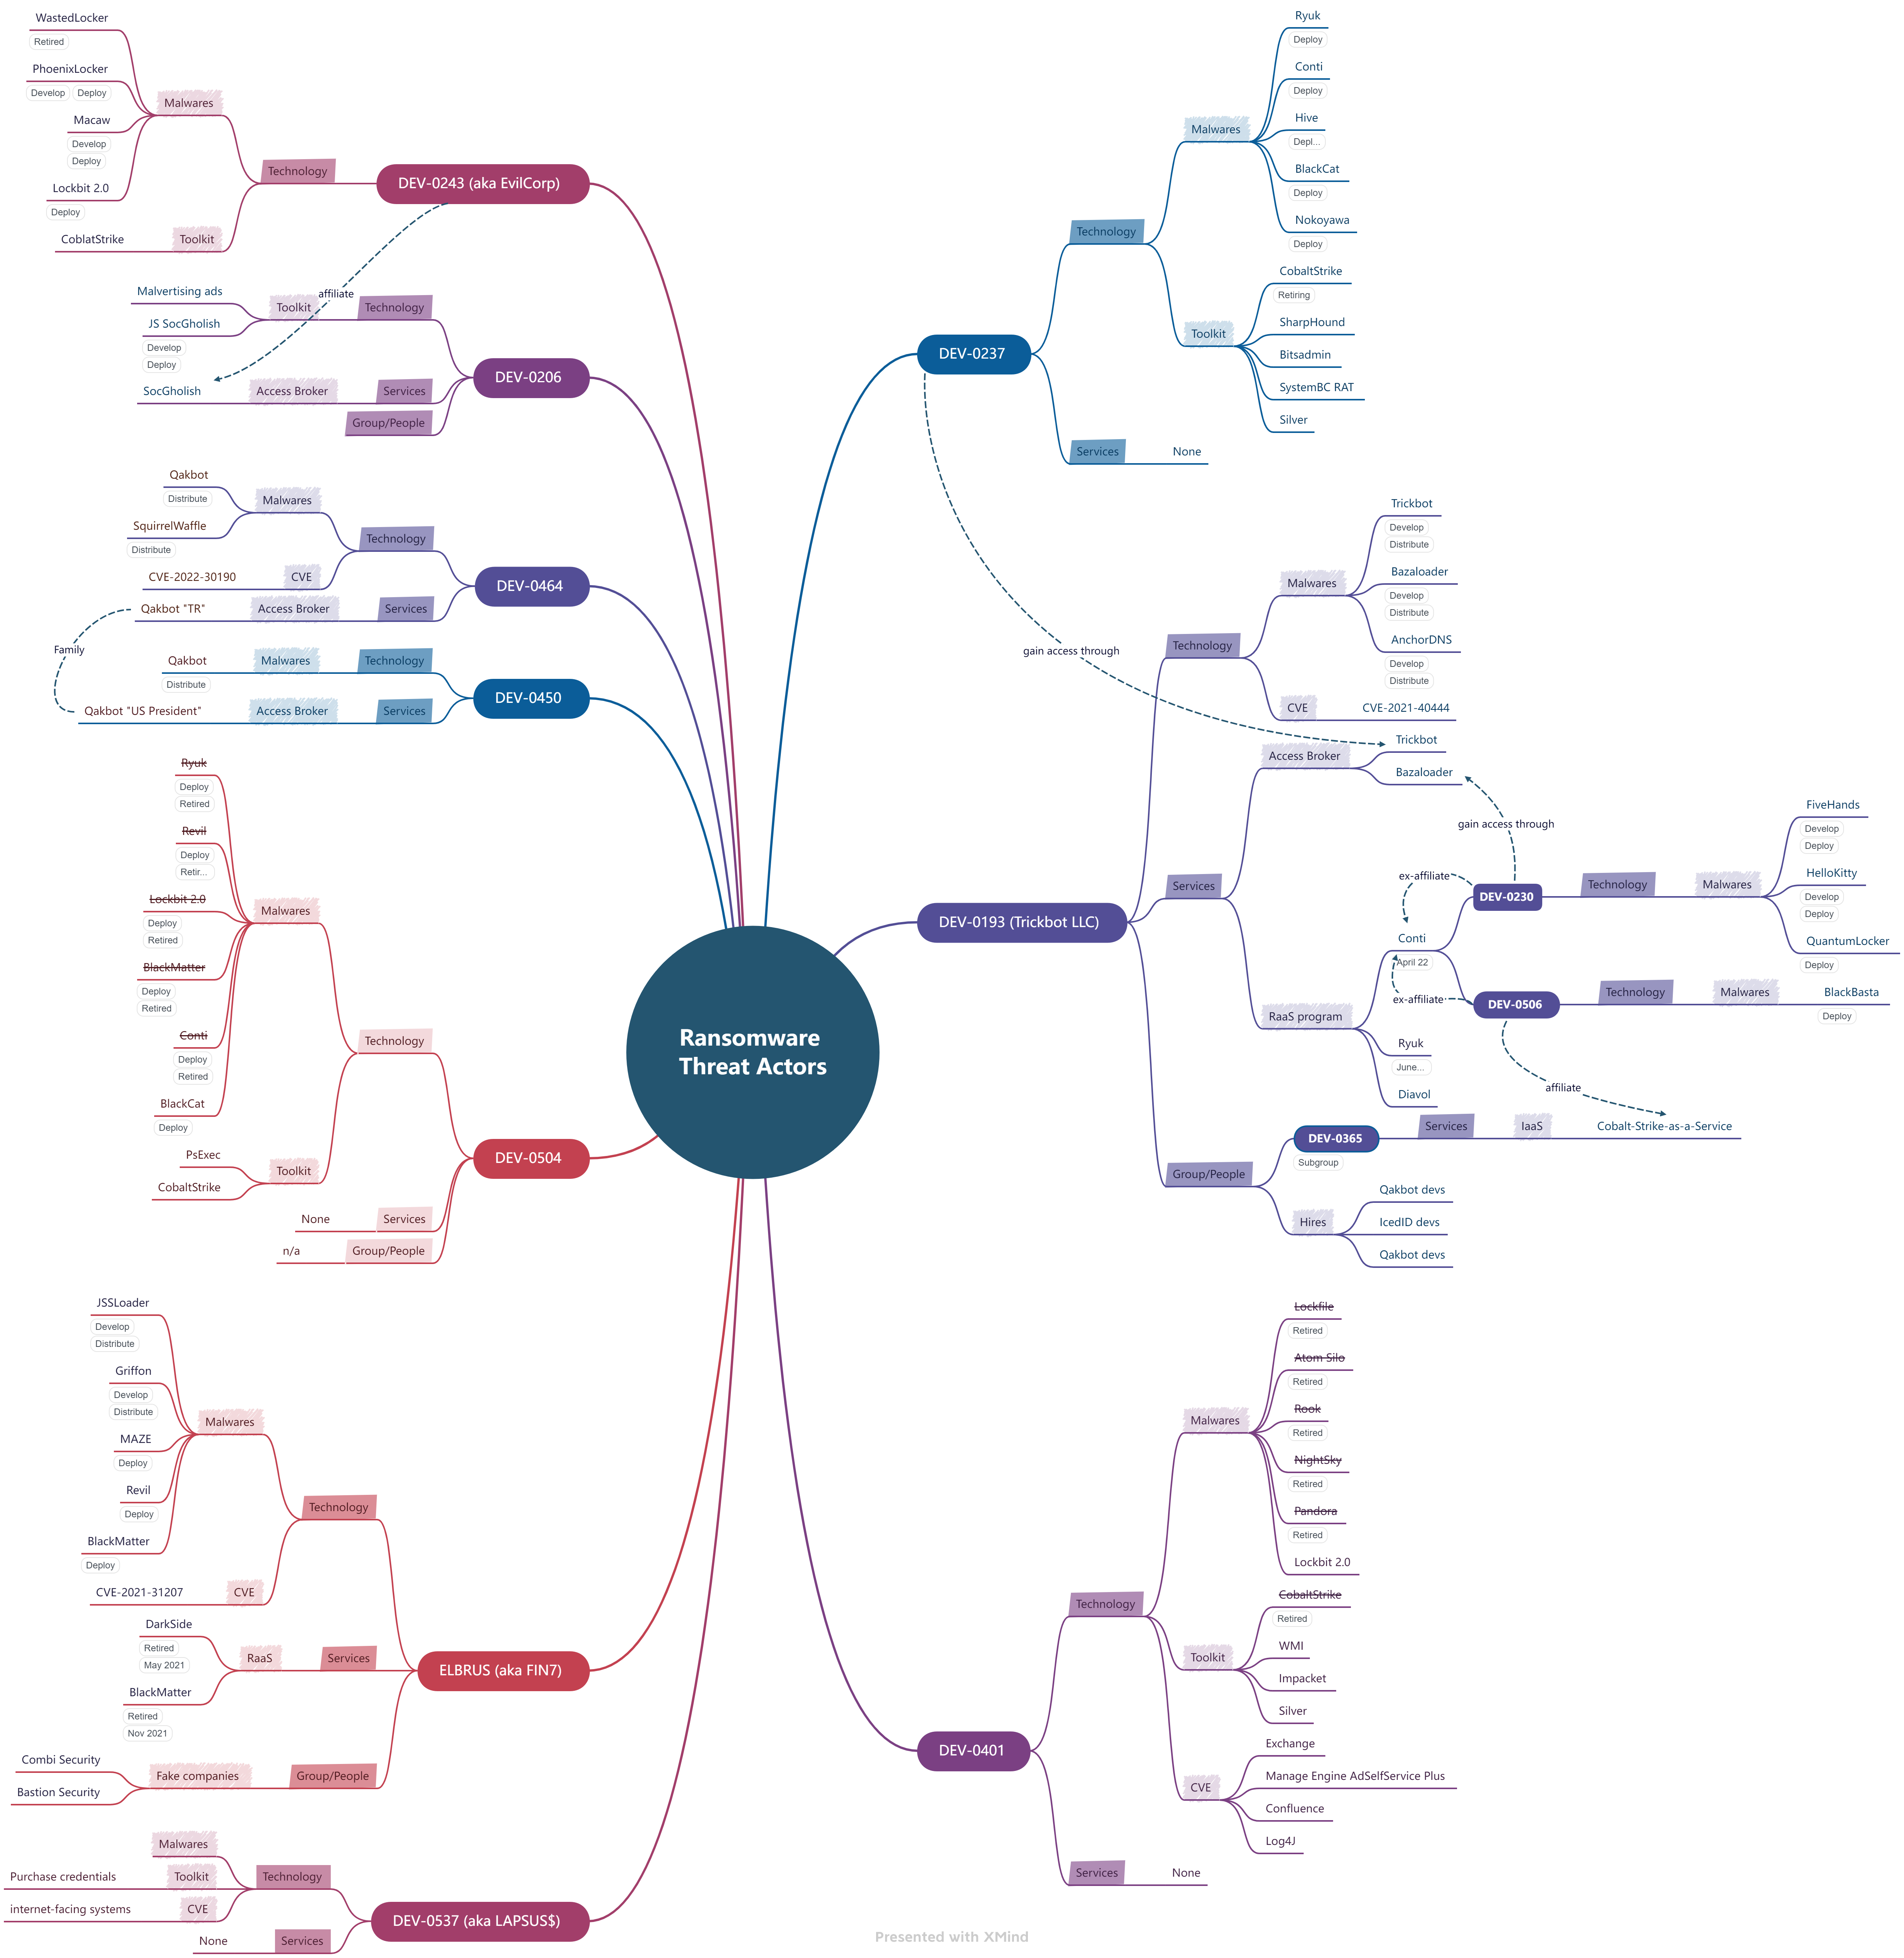 Ransomware
Threat Actors
DEV-0243 (aka EvilCorp)
Technology
Malwares
WastedLocker
Retired
PhoenixLocker
Develop
Deploy
Macaw
Develop
Deploy
Lockbit 2.0
Deploy
Toolkit
CoblatStrike
affiliate
DEV-0206
Technology
Toolkit
Malvertising ads
JS SocGholish
Develop
Deploy
Services
Access Broker
SocGholish
Group/People
DEV-0464
Technology
Malwares
Qakbot
Distribute
SquirrelWaffle
Distribute
CVE
CVE-2022-30190
Services
Access Broker
Qakbot "TR"
Family
DEV-0450
Technology
Malwares
Qakbot
Distribute
Services
Access Broker
Qakbot "US President"
DEV-0504
Technology
Malwares
Ryuk
Deploy
Retired
Revil
Deploy
Retir...
Lockbit 2.0
Deploy
Retired
BlackMatter
Deploy
Retired
Conti
Deploy
Retired
BlackCat
Deploy
Toolkit
PsExec
CobaltStrike
Services
None
Group/People
n/a
ELBRUS (aka FIN7)
Technology
Malwares
JSSLoader
Develop
Distribute
Griffon
Develop
Distribute
MAZE
Deploy
Revil
Deploy
BlackMatter
Deploy
CVE
CVE-2021-31207
Services
RaaS
DarkSide
Retired
May 2021
BlackMatter
Retired
Nov 2021
Group/People
Fake companies
Combi Security
Bastion Security
DEV-0537 (aka LAPSUS$)
Technology
Malwares
Toolkit
Purchase credentials
CVE
internet-facing systems
Services
None
DEV-0237
Technology
Malwares
Ryuk
Deploy
Conti
Deploy
Hive
Depl...
BlackCat
Deploy
Nokoyawa
Deploy
Toolkit
CobaltStrike
Retiring
SharpHound
Bitsadmin
SystemBC RAT
Silver
Services
None
gain access through
DEV-0193 (Trickbot LLC)
Technology
Malwares
Trickbot
Develop
Distribute
Bazaloader
Develop
Distribute
AnchorDNS
Develop
Distribute
CVE
CVE-2021-40444
Services
Access Broker
Trickbot
Bazaloader
gain access through
RaaS program
Conti
April 22
ex-affiliate
DEV-0230
Technology
Malwares
FiveHands
Develop
Deploy
HelloKitty
Develop
Deploy
QuantumLocker
Deploy
ex-affiliate
DEV-0506
Technology
Malwares
BlackBasta
Deploy
Ryuk
June...
Diavol
affiliate
Group/People
DEV-0365
Subgroup
Services
IaaS
Cobalt-Strike-as-a-Service
Hires
Qakbot devs
IcedID devs
Qakbot devs
DEV-0401
Technology
Malwares
Lockfile
Retired
Atom Silo
Retired
Rook
Retired
NightSky
Retired
Pandora
Retired
Lockbit 2.0
Toolkit
CobaltStrike
Retired
WMI
Impacket
Silver
CVE
Exchange
Manage Engine AdSelfService Plus
Confluence
Log4J
Services
None
Presented with XMind